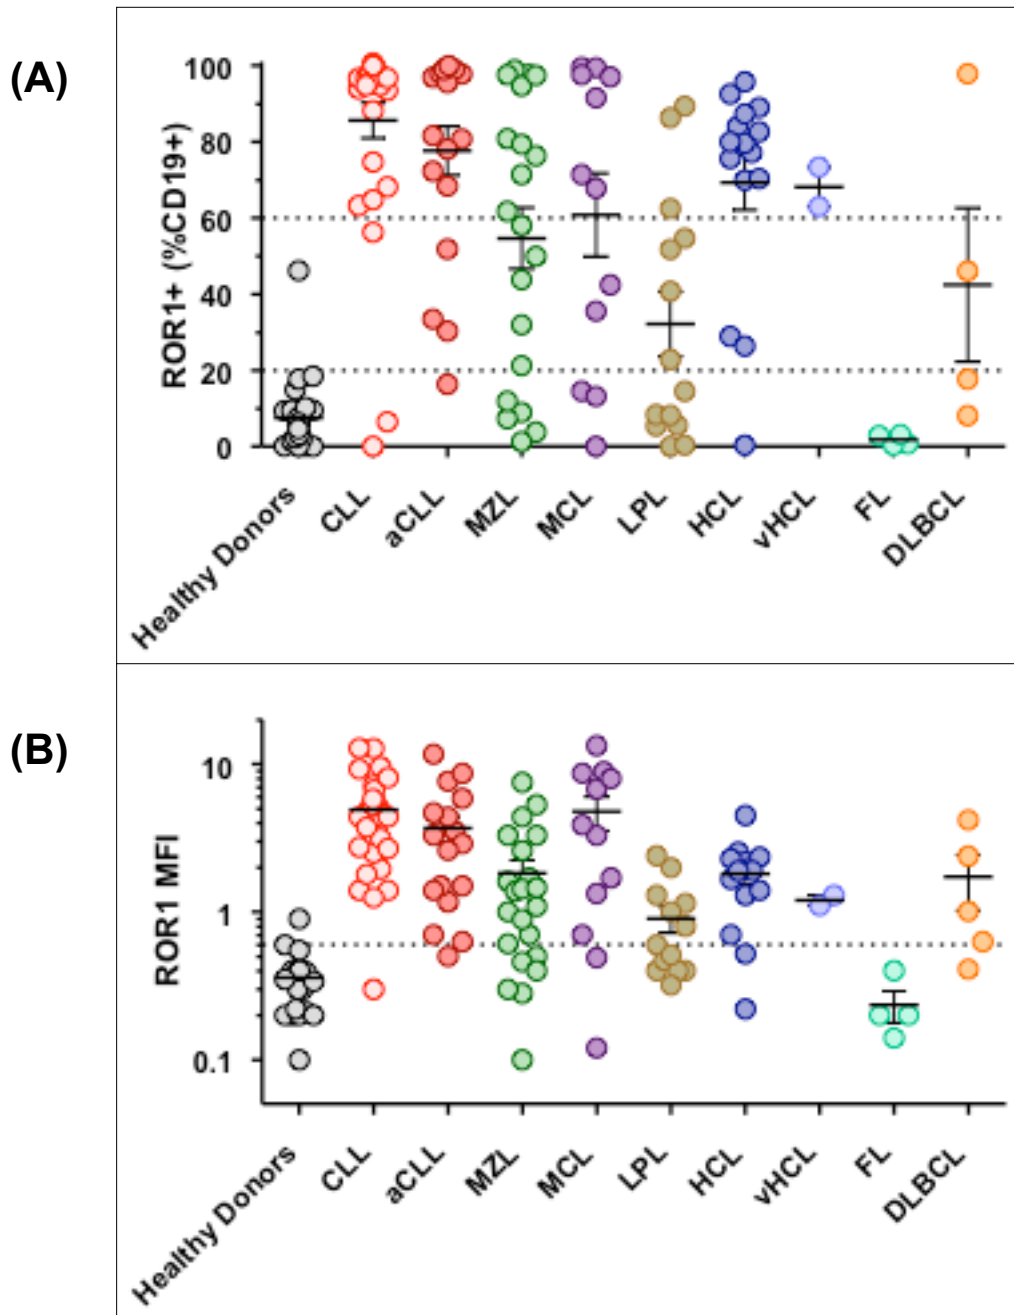 (A)
ROR1+ (%CD19+)
100
80
60
40
20
0
Healthy Donors
CLL
aCLL
MZL
MCL
LPL
HCL
vHCL
FL
DLBCL
(B)
ROR1 MFI
10
1
0.1
Healthy Donors
CLL
aCLL
MZL
MCL
LPL
HCL
vHCL
FL
DLBCL